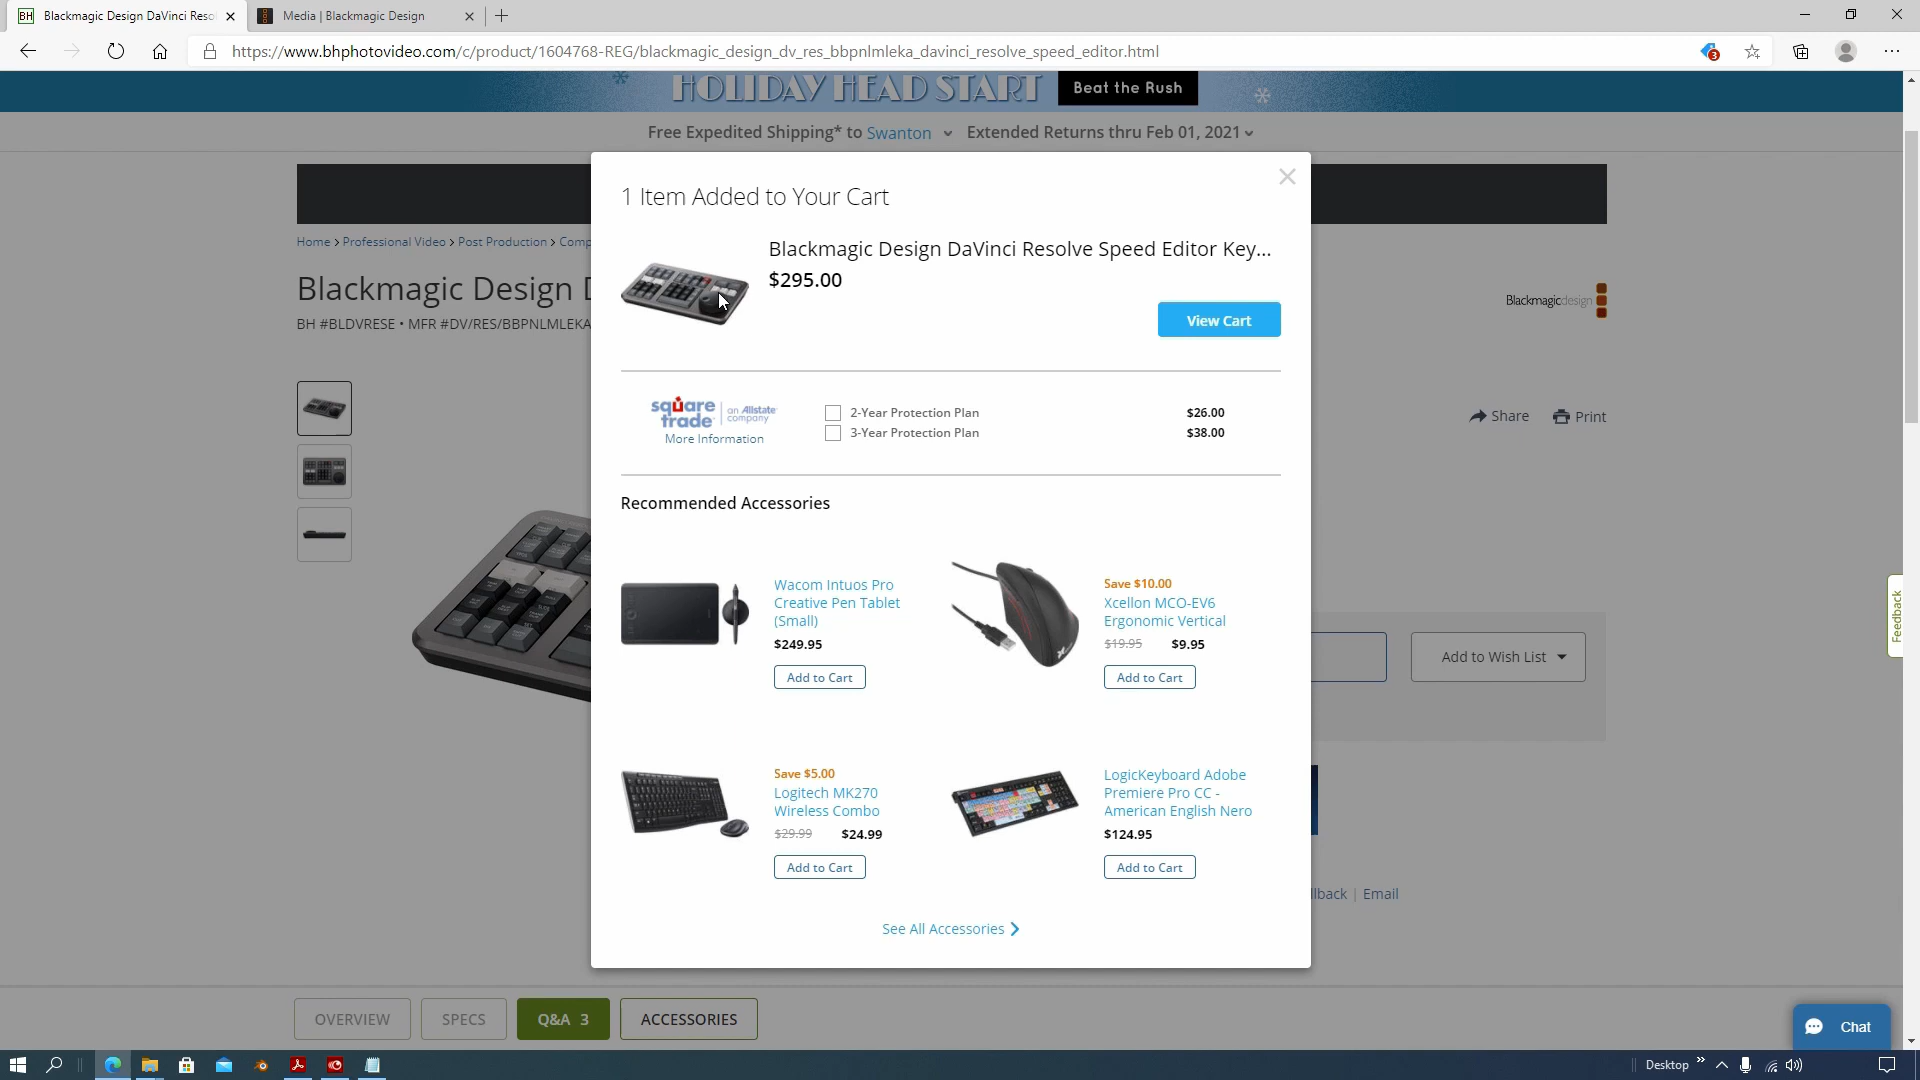 Blackmagic Design DaVinci Reso
Media | Blackmagic Design
https://www.bhphotovideo.com/c/product/1604768-REG/blackmagic_design_dv_res_bbpnlmleka_davinci_resolve_speed_editor.html
3
HOLIDAY HEAD START
Beat the Rush
Free Expedited Shipping* to Swanton
Extended Returns thru Feb 01, 2021
Home > Professional Video > Post Production > Comp
Blackmagic Design D
BH #BLDVRESE • MFR #DV/RES/BBPNLMLEKA
Blackmagicdesign
Share
Print
1 Item Added to Your Cart
Blackmagic Design DaVinci Resolve Speed Editor Key...
$295.00
View Cart
square trade
an Allstate company
More Information
2-Year Protection Plan $26.00
3-Year Protection Plan $38.00
Recommended Accessories
Wacom Intuos Pro
Creative Pen Tablet
(Small)
$249.95
Add to Cart
Save $10.00
Xcellon MCO-EV6
Ergonomic Vertical
$19.95 $9.95
Add to Cart
Save $5.00
Logitech MK270
Wireless Combo
$29.99 $24.99
Add to Cart
LogicKeyboard Adobe
Premiere Pro CC -
American English Nero
$124.95
Add to Cart
See All Accessories
Add to Wish List
Feedback
llback | Email
OVERVIEW
SPECS
Q&A 3
ACCESSORIES
Chat
Desktop